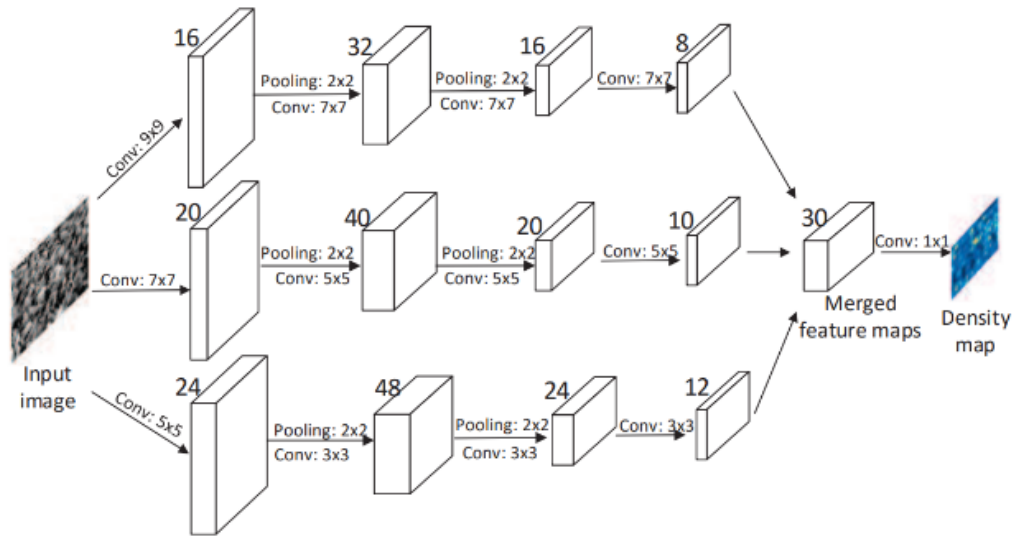 16
32
16
8
Pooling: 2x2
Conv: 7x7
Pooling: 2x2
Conv: 7x7
Conv: 7x7
Conv: 9x9
20
40
20
10
30
Pooling: 2x2
Conv: 5x5
Pooling: 2x2
Conv: 5x5
Conv: 5x5
Conv: 7x7
Conv: 1x1
Merged
feature maps
Density
map
Input
image
Conv: 5x5
24
48
24
12
Pooling: 2x2
Conv: 3x3
Pooling: 2x2
Conv: 3x3
Conv: 3x3